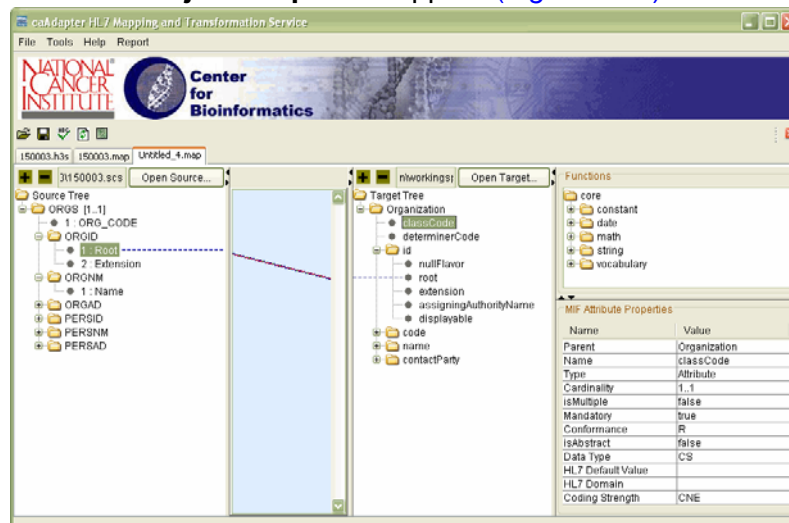 caAdapter HL7 Mapping and Transformation Service
File Tools Help Report
NATIONAL
CANCER
INSTITUTE
Center
for
Bioinformatics
150003.h3s 150003.map Untitled_4.map
3\150003.scs Open Source...
Source Tree
ORGS [1..1]
1 : ORG_CODE
ORGID
1 : Root
2 : Extension
ORGNM
1 : Name
ORGAD
PERSID
PERSNM
PERSAD
Open Target...
Target Tree
Organization
classCode
determinerCode
id
nullFlavor
root
extension
assigningAuthorityName
displayable
code
name
contactParty
Functions
core
constant
date
math
string
vocabulary
MIF Attribute Properties
Name Value
Parent Organization
Name classCode
Type Attribute
Cardinality 1..1
isMultiple false
Mandatory true
Conformance R
isAbstract false
Data Type CS
HL7 Default Value
HL7 Domain
Coding Strength CNE